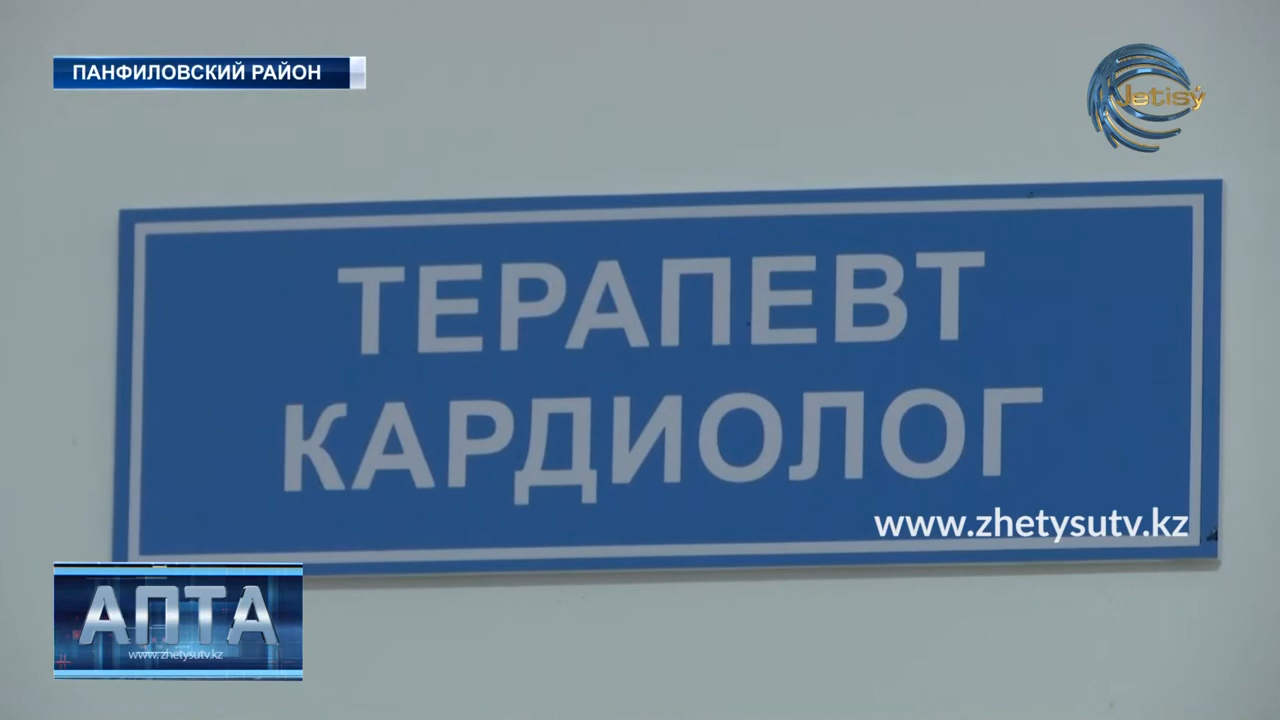 ПАНФИЛОВСКИЙ РАЙОН
Jetisý
ТЕРАПЕВТ
КАРДИОЛОГ
www.zhetysutv.kz
АПТА
www.zhetysutv.kz